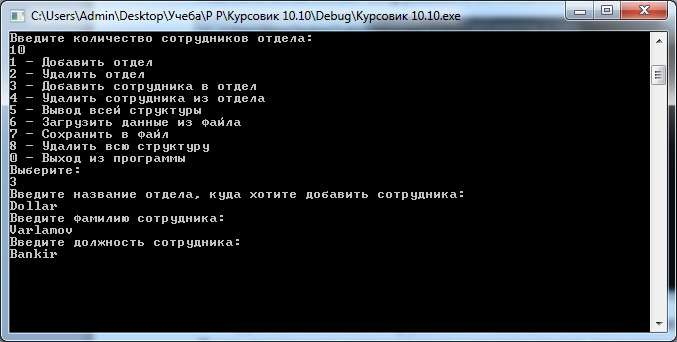 C:\Users\Admin\Desktop\Учеба\Р Р\Курсовик 10.10\Debug\Курсовик 10.10.exe
Введите количество сотрудников отдела:
10
1 - Добавить отдел
2 - Удалить отдел
3 - Добавить сотрудника в отдел
4 - Удалить сотрудника из отдела
5 - Вывод всей структуры
6 - Загрузить данные из файла
7 - Сохранить в файл
8 - Удалить всю структуру
0 - Выход из программы
Выберите:
3
Введите название отдела, куда хотите добавить сотрудника:
Dollar
Введите фамилию сотрудника:
Varlamov
Введите должность сотрудника:
Bankir